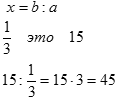 x = b : a
1/3 это 15
15 : 1/3 = 15 · 3 = 45